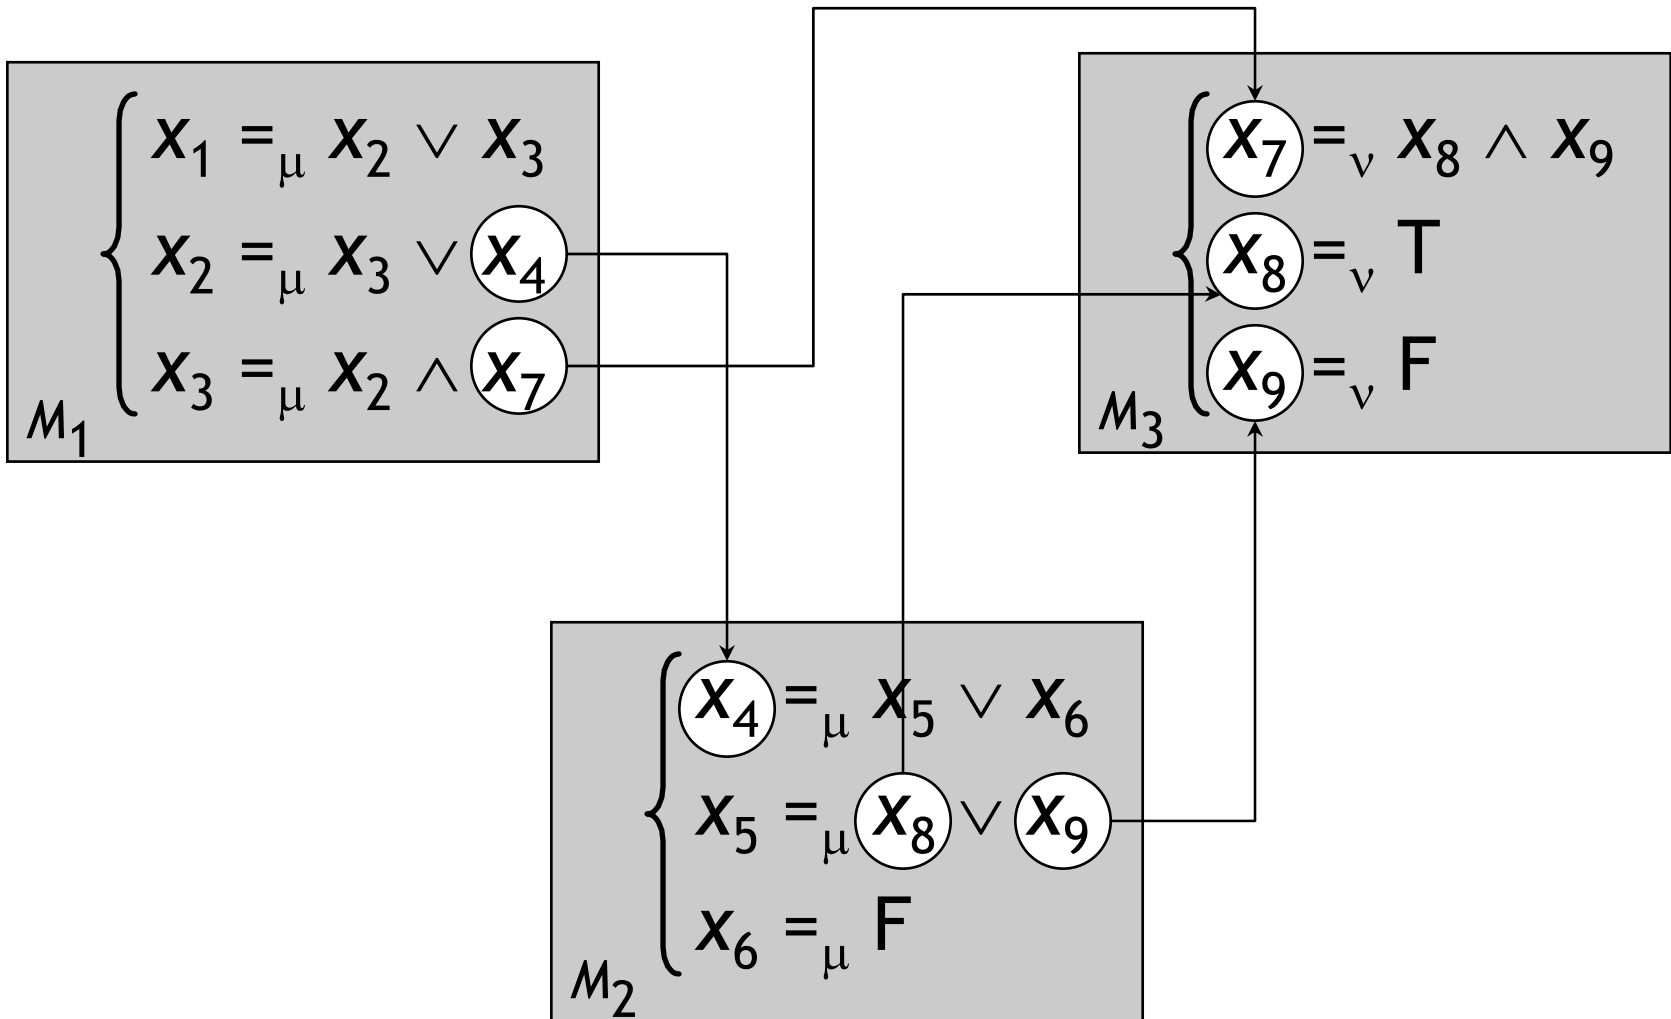 x₁ =μ x₂ ∨ x₃
x₂ =μ x₃ ∨ x₄
x₃ =μ x₂ ∧ x₇
M₁
x₇ =ν x₈ ∧ x₉
x₈ =ν T
x₉ =ν F
M₃
x₄ =μ x₅ ∨ x₆
x₅ =μ x₈ ∨ x₉
x₆ =μ F
M₂